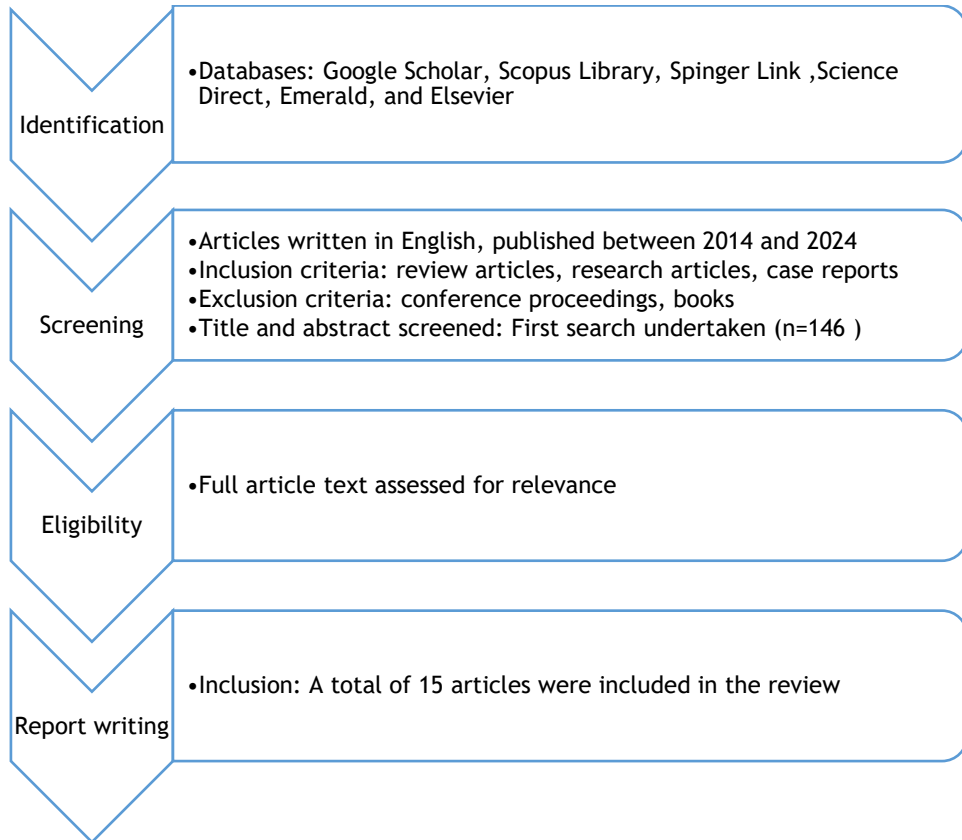 Identification
•Databases: Google Scholar, Scopus Library, Spinger Link ,Science
Direct, Emerald, and Elsevier
Screening
•Articles written in English, published between 2014 and 2024
•Inclusion criteria: review articles, research articles, case reports
•Exclusion criteria: conference proceedings, books
•Title and abstract screened: First search undertaken (n=146 )
Eligibility
•Full article text assessed for relevance
Report writing
•Inclusion: A total of 15 articles were included in the review